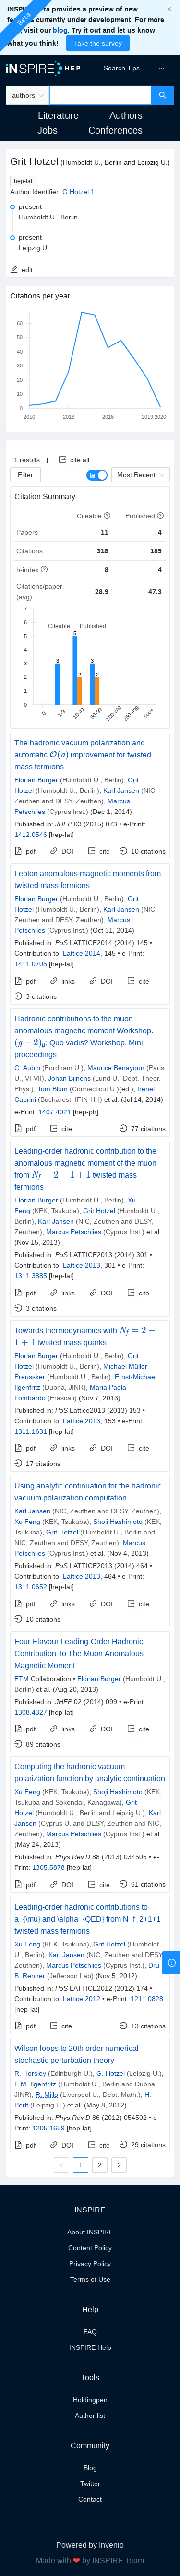 INSPIRE Beta provides a preview of new
features currently under development. For more
information, visit our blog. Try it out and let us know
what you think! Take the survey
Beta
iNSPIRE HEP
Search Tips
authors
Literature
Authors
Jobs
Conferences
Grit Hotzel (Humboldt U., Berlin and Leipzig U.)
hep-lat
Author Identifier: G.Hotzel.1
present
Humboldt U., Berlin
present
Leipzig U.
edit
Citations per year
60
50
40
30
20
10
0
2010 2013 2016 2019 2020
11 results | cite all
Filter
Most Recent
Citation Summary
Citeable Published
Papers 11 4
Citations 318 189
h-index 8 4
Citations/paper (avg) 28.9 47.3
Citeable Published
7
6
5
4
3
2
1
0
3
5
2
3
2
0
1-9
10-49
50-99
100-249
250-499
500+
The hadronic vacuum polarization and
automatic O(a) improvement for twisted
mass fermions
Florian Burger (Humboldt U., Berlin), Grit
Hotzel (Humboldt U., Berlin), Karl Jansen (NIC,
Zeuthen and DESY, Zeuthen), Marcus
Petschlies (Cyprus Inst.) (Dec 1, 2014)
Published in: JHEP 03 (2015) 073 • e-Print:
1412.0546 [hep-lat]
pdf DOI cite 10 citations
Lepton anomalous magnetic moments from
twisted mass fermions
Florian Burger (Humboldt U., Berlin), Grit
Hotzel (Humboldt U., Berlin), Karl Jansen (NIC,
Zeuthen and DESY, Zeuthen), Marcus
Petschlies (Cyprus Inst.) (Oct 31, 2014)
Published in: PoS LATTICE2014 (2014) 145 •
Contribution to: Lattice 2014, 145 • e-Print:
1411.0705 [hep-lat]
pdf links DOI cite
3 citations
Hadronic contributions to the muon
anomalous magnetic moment Workshop.
(g − 2)μ: Quo vadis? Workshop. Mini
proceedings
C. Aubin (Fordham U.), Maurice Benayoun (Paris
U., VI-VII), Johan Bijnens (Lund U., Dept. Theor.
Phys.), Tom Blum (Connecticut U.)(ed.), Irenel
Caprini (Bucharest, IFIN-HH) et al. (Jul 14, 2014)
e-Print: 1407.4021 [hep-ph]
pdf cite 77 citations
Leading-order hadronic contribution to the
anomalous magnetic moment of the muon
from Nf = 2 + 1 + 1 twisted mass
fermions
Florian Burger (Humboldt U., Berlin), Xu
Feng (KEK, Tsukuba), Grit Hotzel (Humboldt U.,
Berlin), Karl Jansen (NIC, Zeuthen and DESY,
Zeuthen), Marcus Petschlies (Cyprus Inst.) et al.
(Nov 15, 2013)
Published in: PoS LATTICE2013 (2014) 301 •
Contribution to: Lattice 2013, 301 • e-Print:
1311.3885 [hep-lat]
pdf links DOI cite
3 citations
Towards thermodynamics with Nf = 2 +
1 + 1 twisted mass quarks
Florian Burger (Humboldt U., Berlin), Grit
Hotzel (Humboldt U., Berlin), Michael Müller-
Preussker (Humboldt U., Berlin), Ernst-Michael
Ilgenfritz (Dubna, JINR), Maria Paola
Lombardo (Frascati) (Nov 7, 2013)
Published in: PoS Lattice2013 (2013) 153 •
Contribution to: Lattice 2013, 153 • e-Print:
1311.1631 [hep-lat]
pdf links DOI cite
17 citations
Using analytic continuation for the hadronic
vacuum polarization computation
Karl Jansen (NIC, Zeuthen and DESY, Zeuthen),
Xu Feng (KEK, Tsukuba), Shoji Hashimoto (KEK,
Tsukuba), Grit Hotzel (Humboldt U., Berlin and
NIC, Zeuthen and DESY, Zeuthen), Marcus
Petschlies (Cyprus Inst.) et al. (Nov 4, 2013)
Published in: PoS LATTICE2013 (2014) 464 •
Contribution to: Lattice 2013, 464 • e-Print:
1311.0652 [hep-lat]
pdf links DOI cite
10 citations
Four-Flavour Leading-Order Hadronic
Contribution To The Muon Anomalous
Magnetic Moment
ETM Collaboration • Florian Burger (Humboldt U.,
Berlin) et al. (Aug 20, 2013)
Published in: JHEP 02 (2014) 099 • e-Print:
1308.4327 [hep-lat]
pdf links DOI cite
89 citations
Computing the hadronic vacuum
polarization function by analytic continuation
Xu Feng (KEK, Tsukuba), Shoji Hashimoto (KEK,
Tsukuba and Sokendai, Kanagawa), Grit
Hotzel (Humboldt U., Berlin and Leipzig U.), Karl
Jansen (Cyprus U. and DESY, Zeuthen and NIC,
Zeuthen), Marcus Petschlies (Cyprus Inst.) et al.
(May 24, 2013)
Published in: Phys.Rev.D 88 (2013) 034505 • e-
Print: 1305.5878 [hep-lat]
pdf DOI cite 61 citations
Leading-order hadronic contributions to
a_{\mu} and \alpha_{QED} from N_f=2+1+1
twisted mass fermions
Xu Feng (KEK, Tsukuba), Grit Hotzel (Humboldt
U., Berlin), Karl Jansen (NIC, Zeuthen and DESY,
Zeuthen), Marcus Petschlies (Cyprus Inst.), Dru
B. Renner (Jefferson Lab) (Nov 5, 2012)
Published in: PoS LATTICE2012 (2012) 174 •
Contribution to: Lattice 2012 • e-Print: 1211.0828
[hep-lat]
pdf cite 13 citations
Wilson loops to 20th order numerical
stochastic perturbation theory
R. Horsley (Edinburgh U.), G. Hotzel (Leipzig U.),
E.M. Ilgenfritz (Humboldt U., Berlin and Dubna,
JINR), R. Millo (Liverpool U., Dept. Math.), H.
Perlt (Leipzig U.) et al. (May 8, 2012)
Published in: Phys.Rev.D 86 (2012) 054502 • e-
Print: 1205.1659 [hep-lat]
pdf DOI cite 29 citations
1 2
INSPIRE
About INSPIRE
Content Policy
Privacy Policy
Terms of Use
Help
FAQ
INSPIRE Help
Tools
Holdingpen
Author list
Community
Blog
Twitter
Contact
Powered by Invenio
Made with ❤ by INSPIRE Team